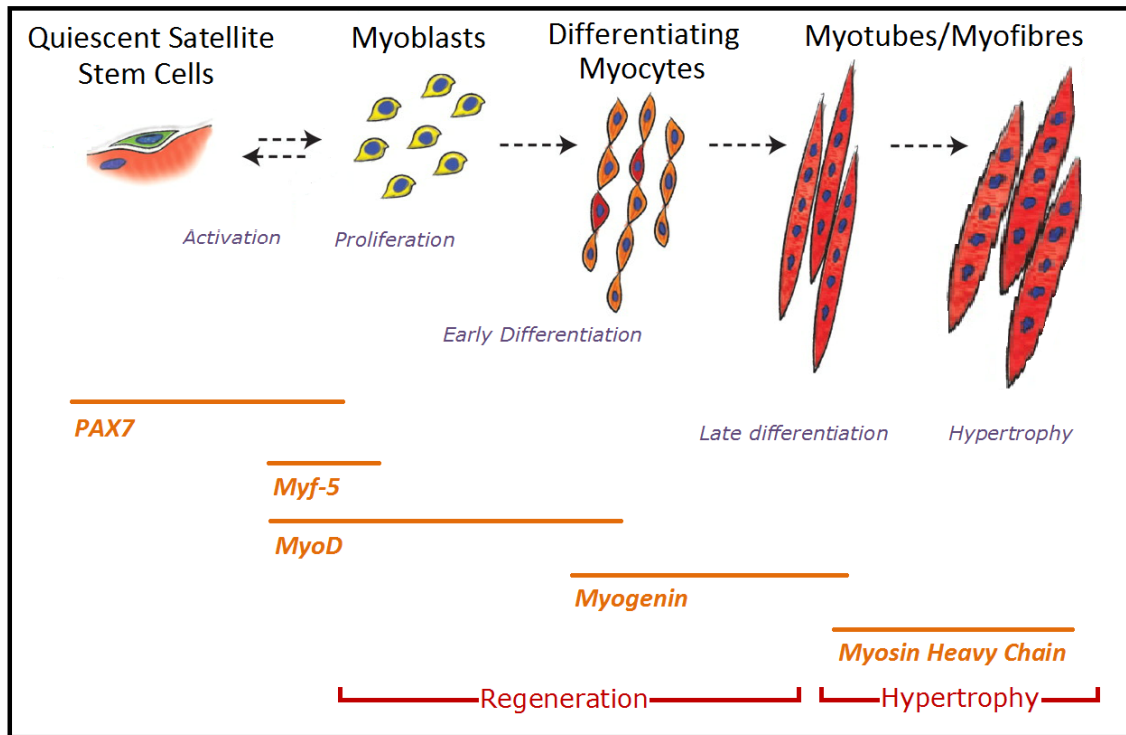 Quiescent Satellite
Stem Cells
Myoblasts
Differentiating
Myocytes
Myotubes/Myofibres
Activation
Proliferation
Early Differentiation
Late differentiation
Hypertrophy
PAX7
Myf-5
MyoD
Myogenin
Myosin Heavy Chain
Regeneration
Hypertrophy